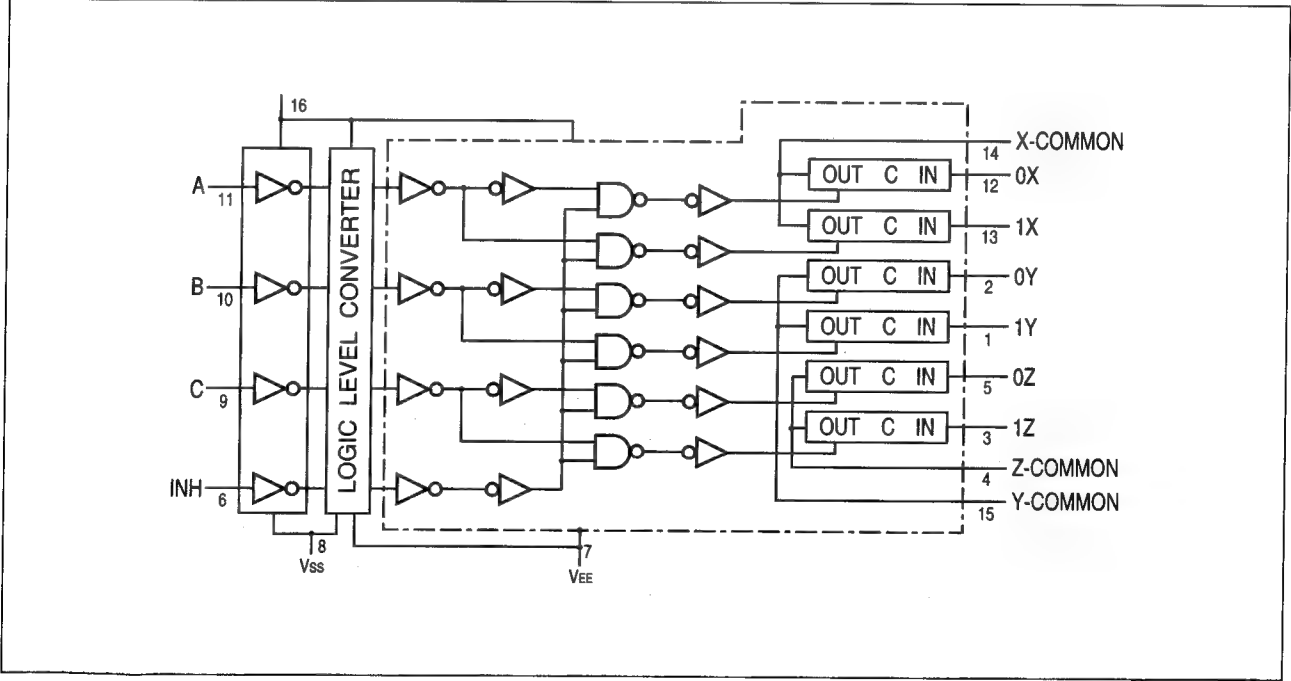 16
A
11
B
10
C
9
INH
6
LOGIC LEVEL CONVERTER
8
Vss
7
VEE
X-COMMON
14
OUT C IN
0X
12
OUT C IN
1X
13
OUT C IN
0Y
2
OUT C IN
1Y
1
OUT C IN
0Z
5
OUT C IN
1Z
3
Z-COMMON
4
Y-COMMON
15